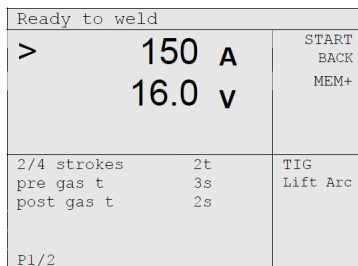 Ready to weld
> 150 A
START
BACK
16.0 V
MEM+
2/4 strokes 2t
TIG
pre gas t 3s
Lift Arc
post gas t 2s
P1/2